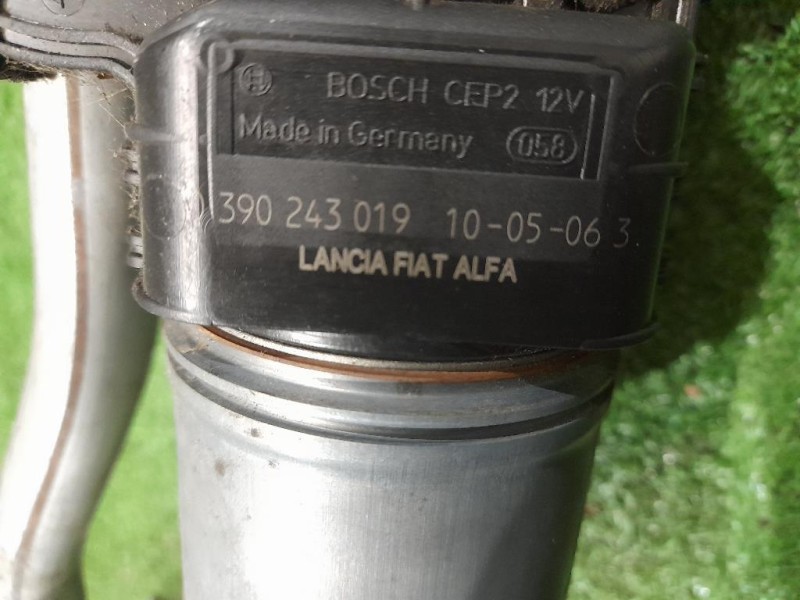 BOSCH CEP2 12V
Made in Germany 058
390 243 019 10-05-06 3
LANCIA FIAT ALFA